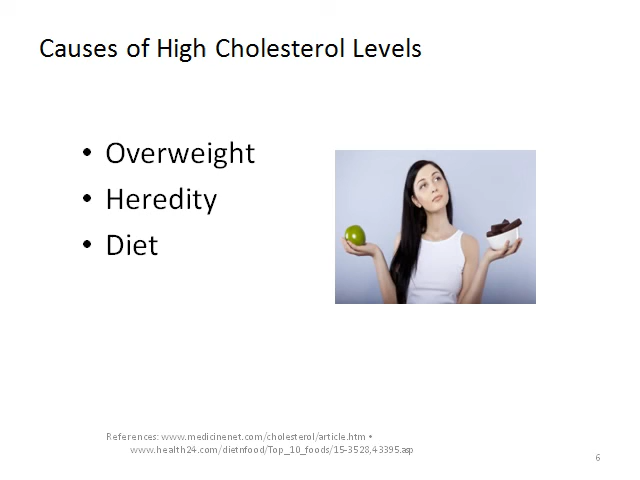 Causes of High Cholesterol Levels
• Overweight
• Heredity
• Diet
References: www.medicinenet.com/cholesterol/article.htm •
www.health24.com/dietnfood/Top_10_foods/15-3528,43395.asp
6